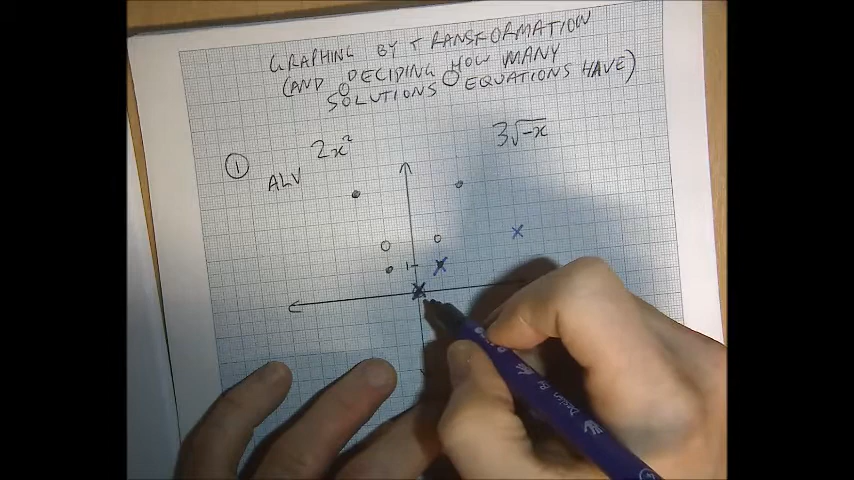 GRAPHING BY TRANSFORMATION
(AND DECIDING HOW MANY
SOLUTIONS EQUATIONS HAVE)
① 2x² 3√-x
ALV
1